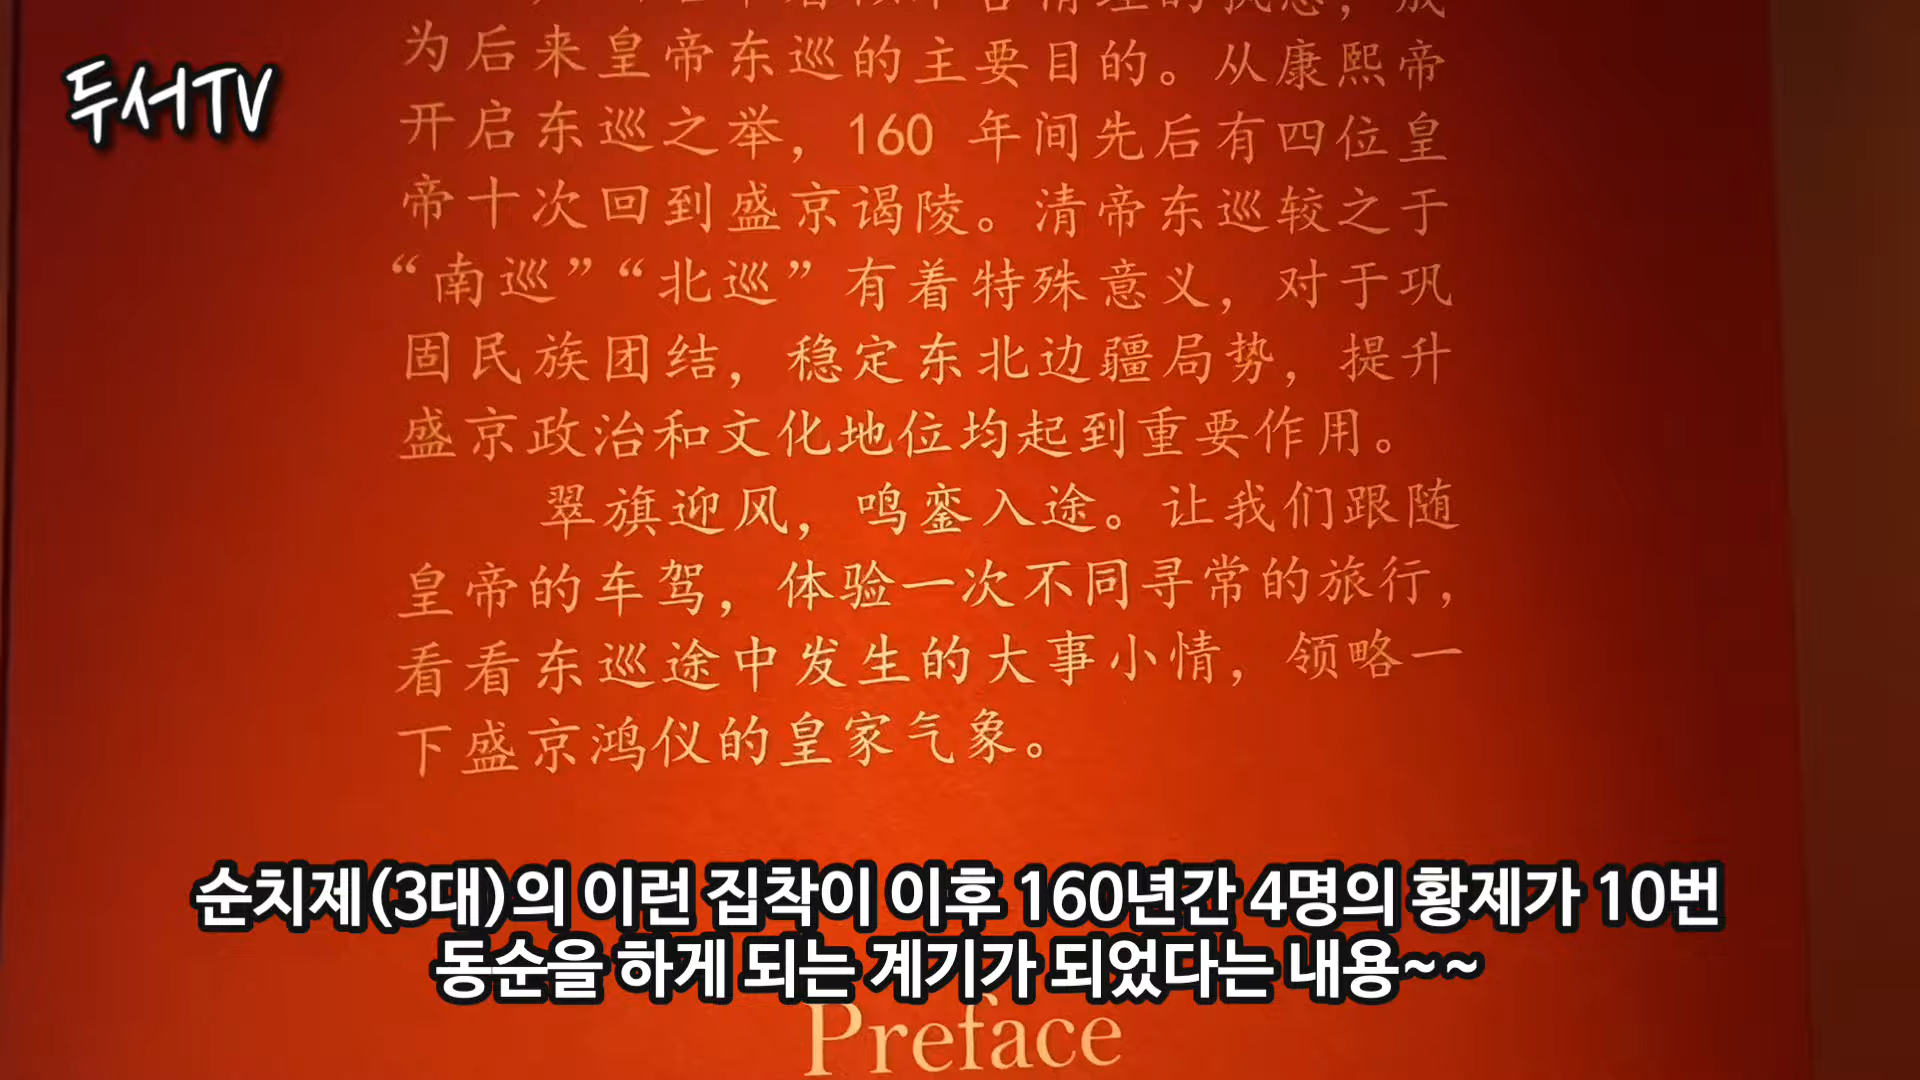 두서TV
为后来皇帝东巡的主要目的。从康熙帝
开启东巡之举，160 年间先后有四位皇
帝十次回到盛京谒陵。清帝东巡较之于
“南巡”“北巡”有着特殊意义，对于巩
固民族团结，稳定东北边疆局势，提升
盛京政治和文化地位均起到重要作用。
翠旗迎风，鸣銮入途。让我们跟随
皇帝的车驾，体验一次不同寻常的旅行，
看看东巡途中发生的大事小情，领略一
下盛京鸿仪的皇家气象。
순치제(3대)의 이런 집착이 이후 160년간 4명의 황제가 10번
동순을 하게 되는 계기가 되었다는 내용~~
Preface